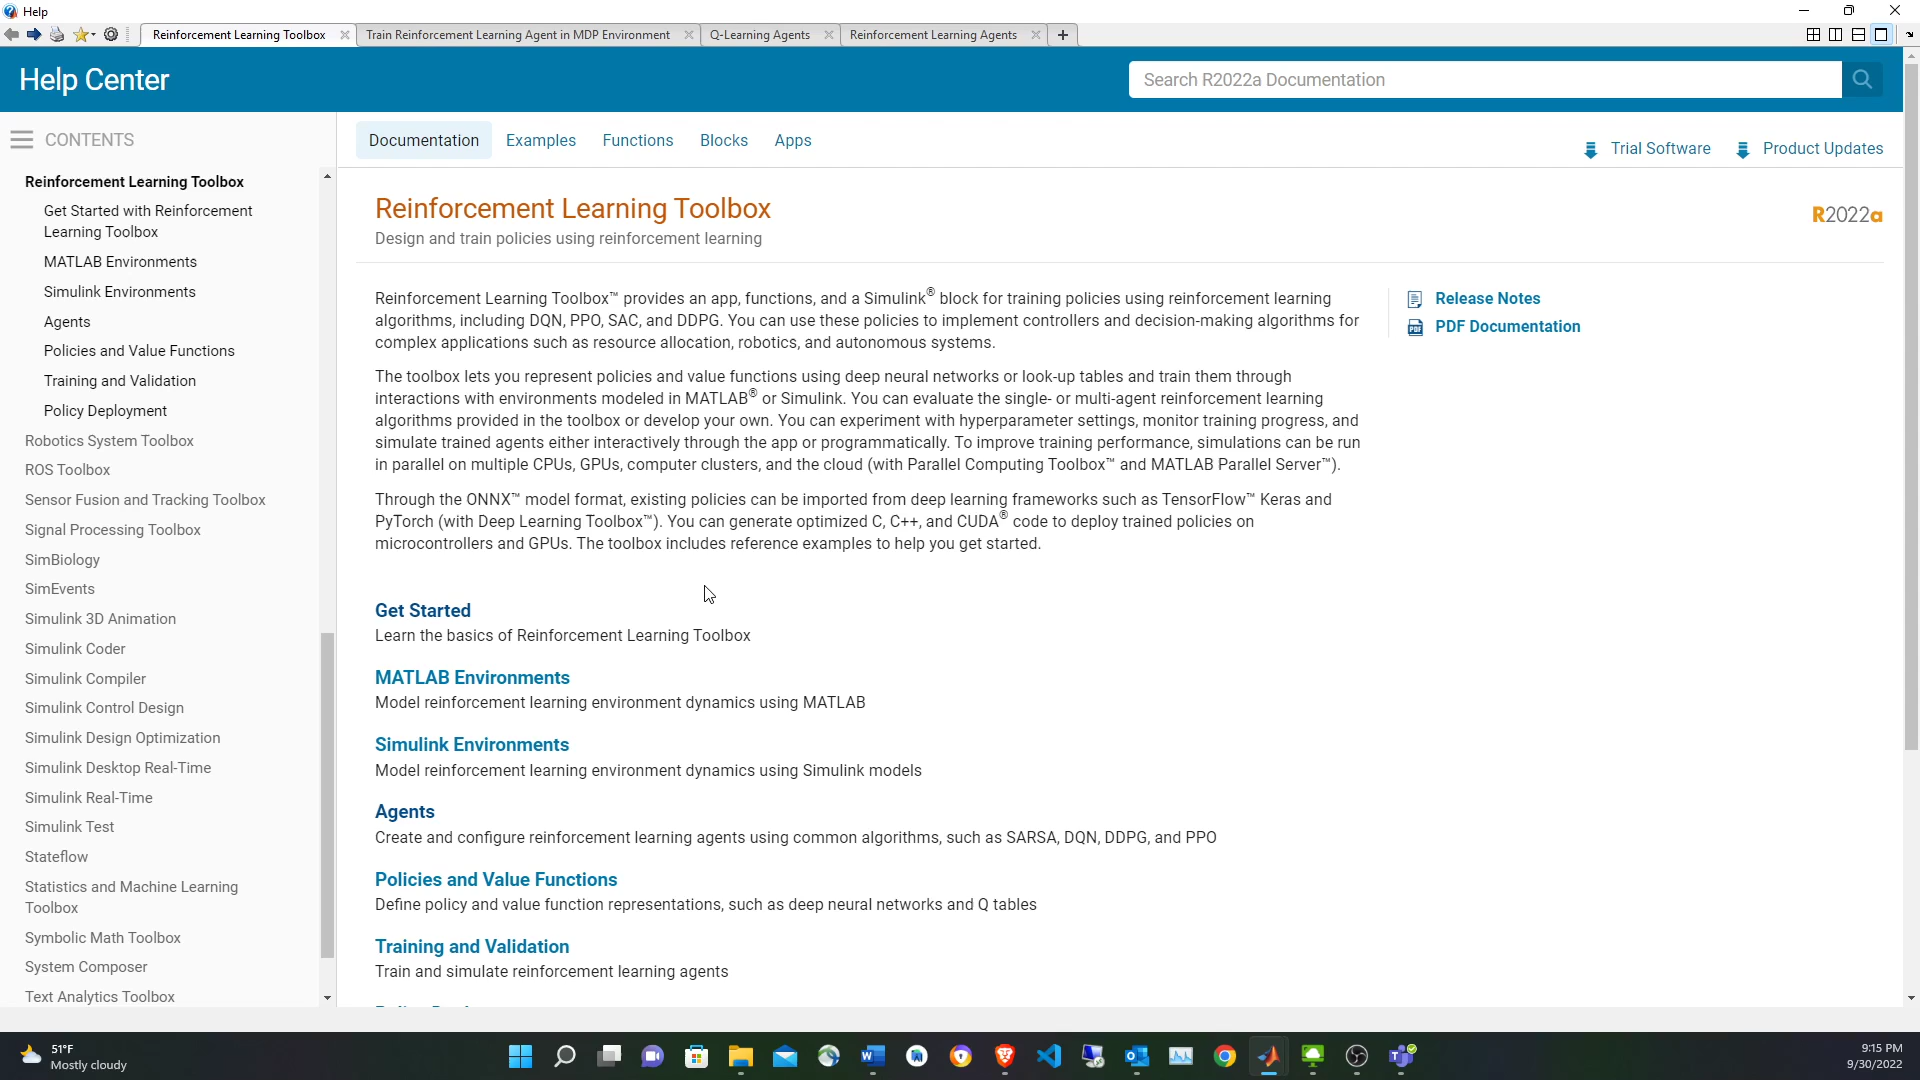 Help
Reinforcement Learning Toolbox
Train Reinforcement Learning Agent in MDP Environment
Q-Learning Agents
Reinforcement Learning Agents
Help Center
Search R2022a Documentation
CONTENTS
Documentation
Examples
Functions
Blocks
Apps
Trial Software
Product Updates
Reinforcement Learning Toolbox
Get Started with Reinforcement
Learning Toolbox
MATLAB Environments
Simulink Environments
Agents
Policies and Value Functions
Training and Validation
Policy Deployment
Robotics System Toolbox
ROS Toolbox
Sensor Fusion and Tracking Toolbox
Signal Processing Toolbox
SimBiology
SimEvents
Simulink 3D Animation
Simulink Coder
Simulink Compiler
Simulink Control Design
Simulink Design Optimization
Simulink Desktop Real-Time
Simulink Real-Time
Simulink Test
Stateflow
Statistics and Machine Learning
Toolbox
Symbolic Math Toolbox
System Composer
Text Analytics Toolbox
Reinforcement Learning Toolbox
R2022a
Design and train policies using reinforcement learning
Reinforcement Learning Toolbox™ provides an app, functions, and a Simulink® block for training policies using reinforcement learning
algorithms, including DQN, PPO, SAC, and DDPG. You can use these policies to implement controllers and decision-making algorithms for
complex applications such as resource allocation, robotics, and autonomous systems.
The toolbox lets you represent policies and value functions using deep neural networks or look-up tables and train them through
interactions with environments modeled in MATLAB® or Simulink. You can evaluate the single- or multi-agent reinforcement learning
algorithms provided in the toolbox or develop your own. You can experiment with hyperparameter settings, monitor training progress, and
simulate trained agents either interactively through the app or programmatically. To improve training performance, simulations can be run
in parallel on multiple CPUs, GPUs, computer clusters, and the cloud (with Parallel Computing Toolbox™ and MATLAB Parallel Server™).
Through the ONNX™ model format, existing policies can be imported from deep learning frameworks such as TensorFlow™ Keras and
PyTorch (with Deep Learning Toolbox™). You can generate optimized C, C++, and CUDA® code to deploy trained policies on
microcontrollers and GPUs. The toolbox includes reference examples to help you get started.
Release Notes
PDF Documentation
Get Started
Learn the basics of Reinforcement Learning Toolbox
MATLAB Environments
Model reinforcement learning environment dynamics using MATLAB
Simulink Environments
Model reinforcement learning environment dynamics using Simulink models
Agents
Create and configure reinforcement learning agents using common algorithms, such as SARSA, DQN, DDPG, and PPO
Policies and Value Functions
Define policy and value function representations, such as deep neural networks and Q tables
Training and Validation
Train and simulate reinforcement learning agents
51°F
Mostly cloudy
9:15 PM
9/30/2022